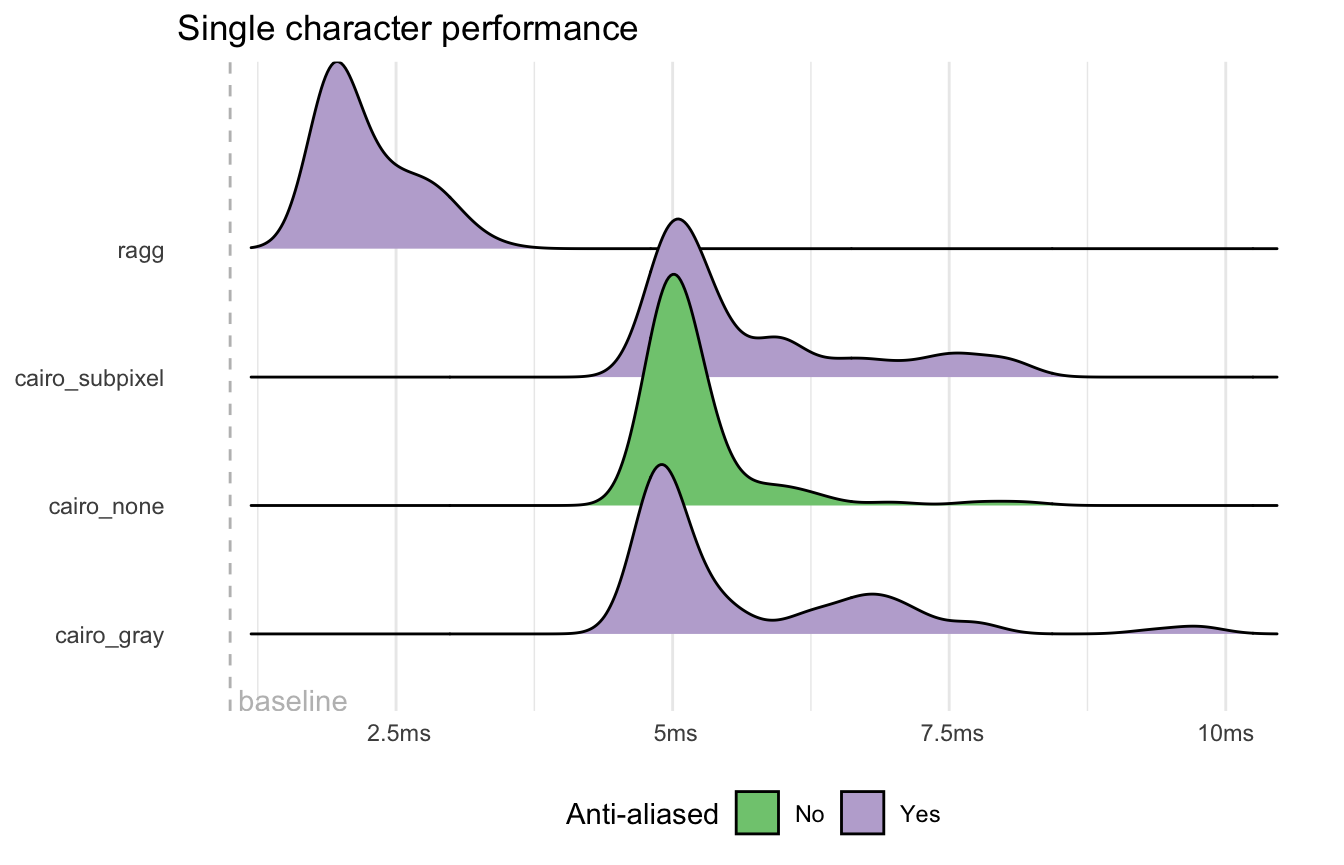 Single character performance
ragg
cairo_subpixel
cairo_none
cairo_gray
baseline
2.5ms 5ms 7.5ms 10ms
Anti-aliased No Yes